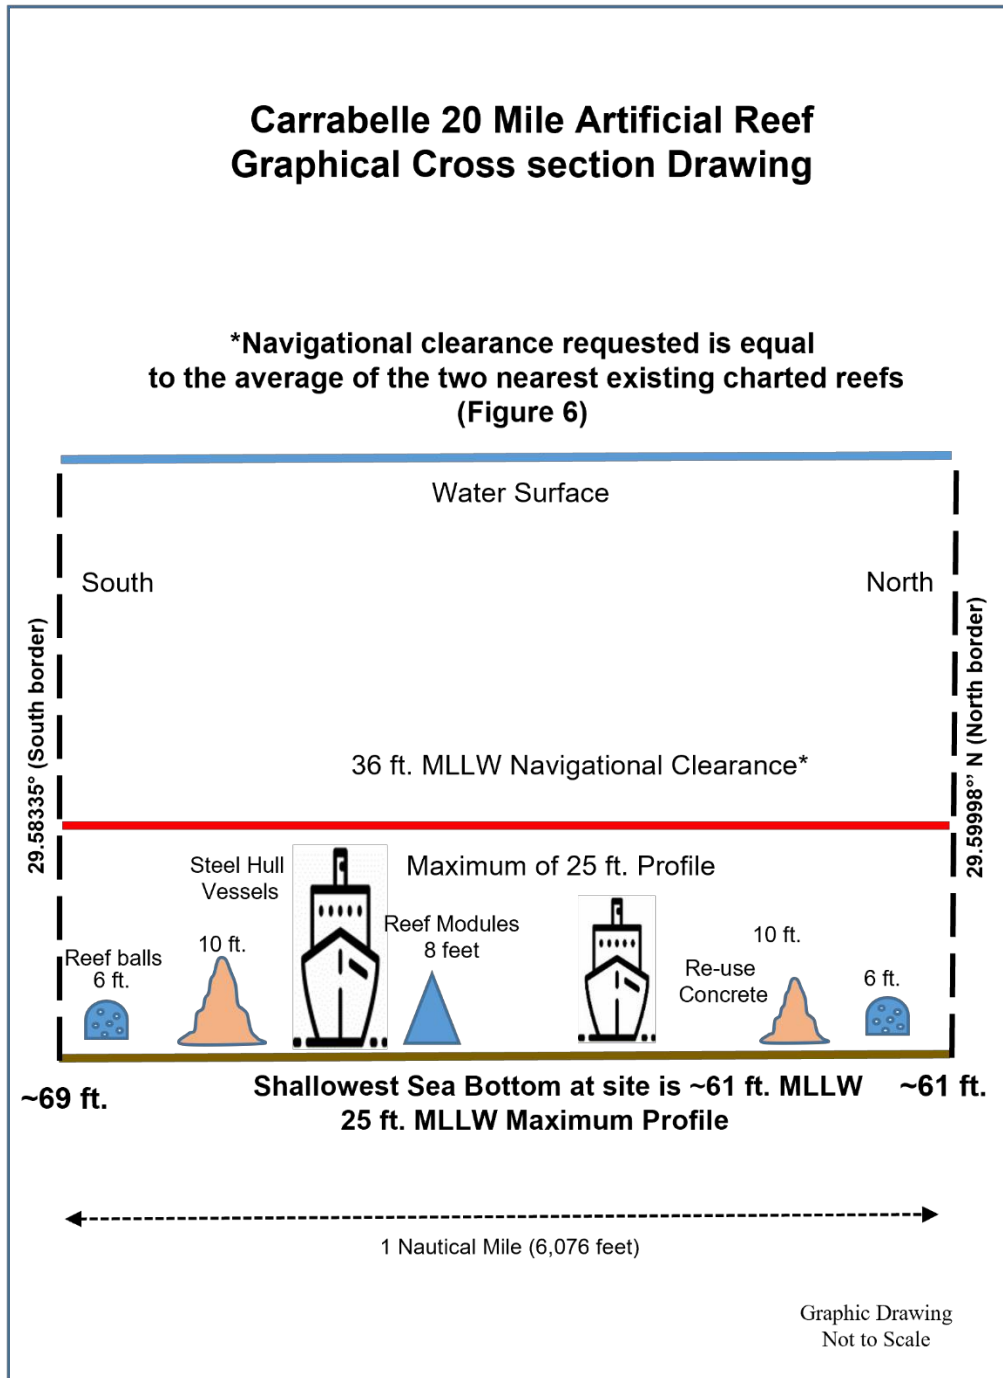 Carrabelle 20 Mile Artificial Reef
Graphical Cross section Drawing
*Navigational clearance requested is equal
to the average of the two nearest existing charted reefs
(Figure 6)
Water Surface
South
North
29.58335° (South border)
29.59998°’ N (North border)
36 ft. MLLW Navigational Clearance*
Steel Hull
Vessels
Maximum of 25 ft. Profile
Reef balls
6 ft.
10 ft.
Reef Modules
8 feet
Re-use
Concrete
10 ft.
6 ft.
~69 ft.
Shallowest Sea Bottom at site is ~61 ft. MLLW
25 ft. MLLW Maximum Profile
~61 ft.
1 Nautical Mile (6,076 feet)
Graphic Drawing
Not to Scale